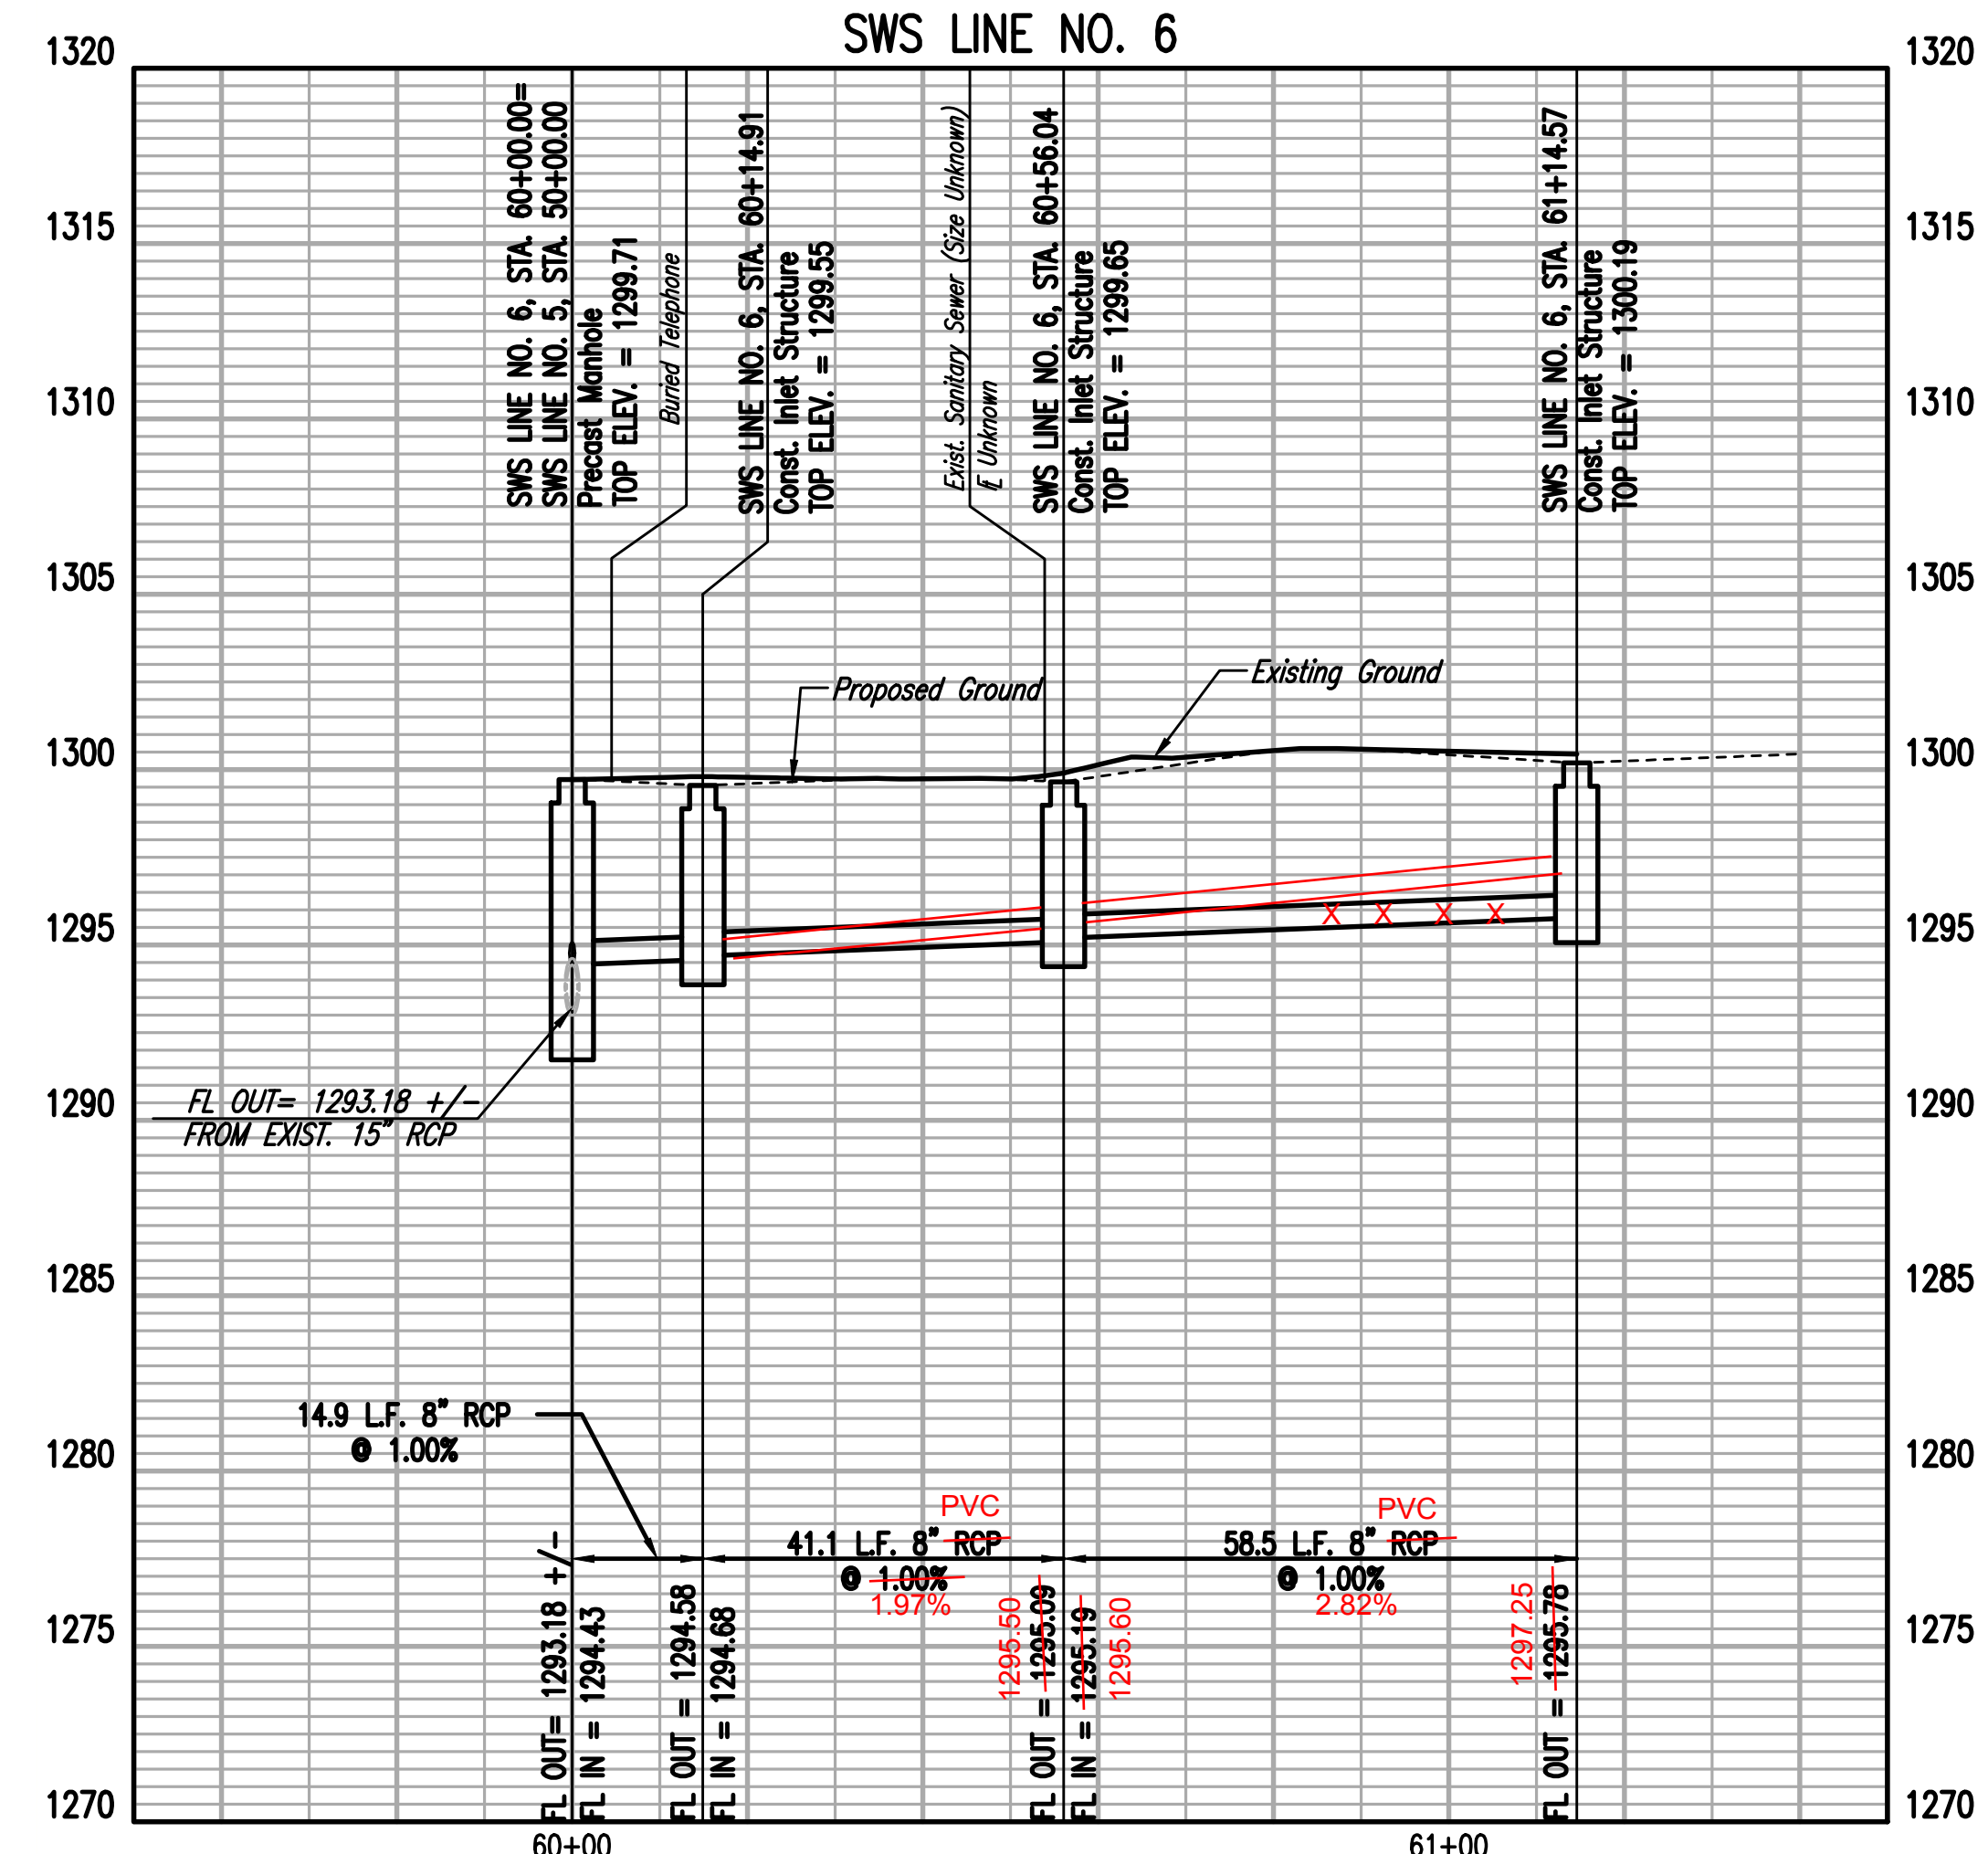 SWS LINE NO. 6
1320
1315
1310
1305
1300
1295
1290
1285
1280
1275
1270
1320
1315
1310
1305
1300
1295
1290
1285
1280
1275
1270
SWS LINE NO. 6, STA. 60+00.00=
SWS LINE NO. 5, STA. 50+00.00
Precast Manhole
TOP ELEV. = 1299.71
Buried Telephone
SWS LINE NO. 6, STA. 60+14.91
Const. Inlet Structure
TOP ELEV. = 1299.55
Exist. Sanitary Sewer (Size Unknown)
Unknown
SWS LINE NO. 6, STA. 60+56.04
Const. Inlet Structure
TOP ELEV. = 1299.65
SWS LINE NO. 6, STA. 61+14.57
Const. Inlet Structure
TOP ELEV. = 1300.19
Proposed Ground
Existing Ground
X X X X
FL OUT= 1293.18 +/-
FROM EXIST. 15" RCP
14.9 L.F. 8" RCP
@ 1.00%
PVC
41.1 L.F. 8" RCP
@ 1.00%
1.97%
PVC
58.5 L.F. 8" RCP
@ 1.00%
2.82%
FL OUT= 1293.18 +/-
FL IN = 1294.43
FL OUT = 1294.58
FL IN = 1294.68
1295.50
FL OUT = 1295.09
FL IN = 1295.19
1295.60
1297.25
FL OUT = 1295.78
60+00
61+00